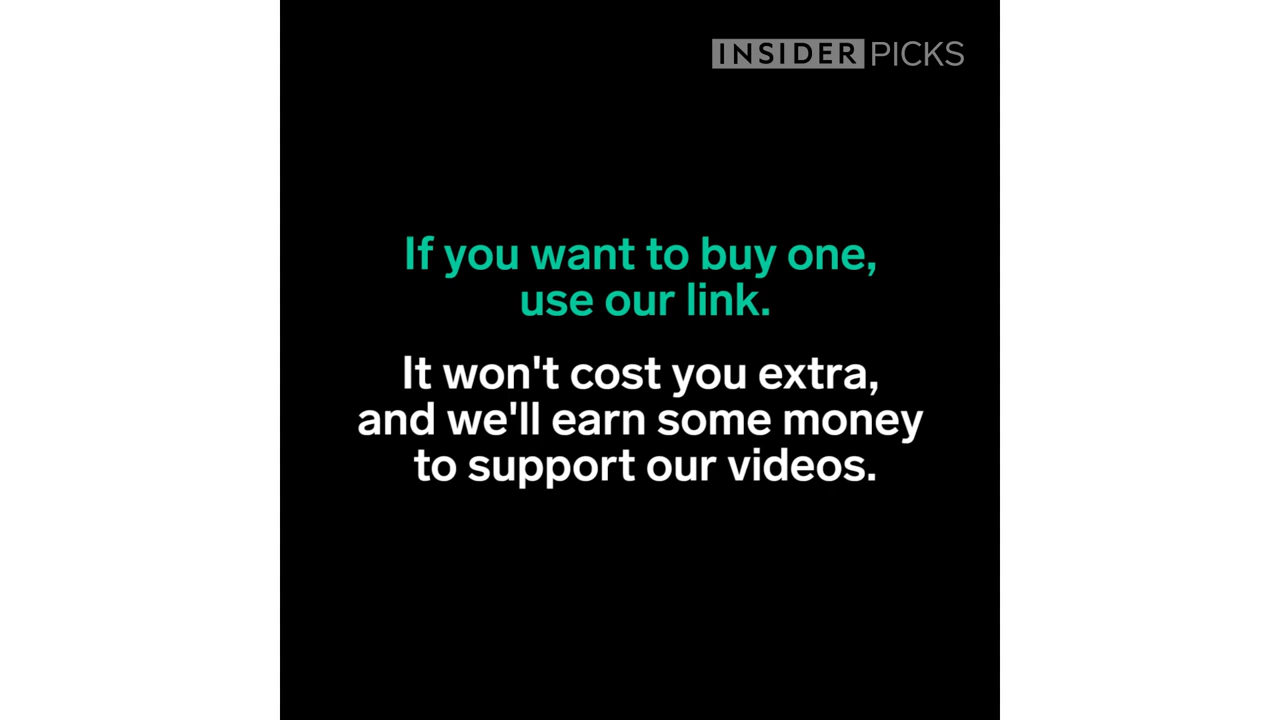 INSIDER PICKS
If you want to buy one,
use our link.
It won't cost you extra,
and we'll earn some money
to support our videos.